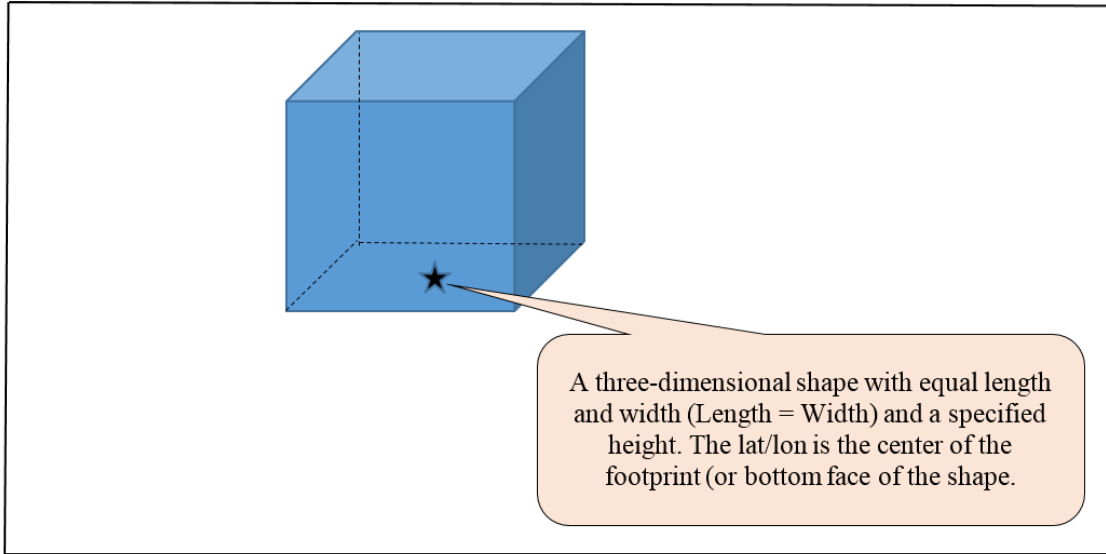 A three-dimensional shape with equal length
and width (Length = Width) and a specified
height. The lat/lon is the center of the
footprint (or bottom face of the shape.